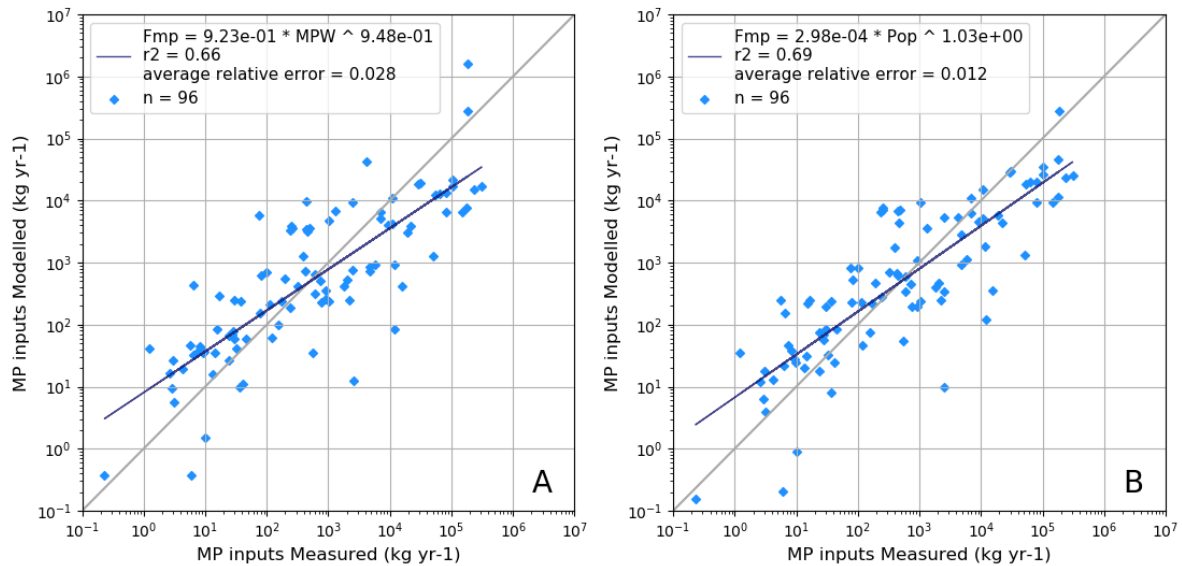 Fmp = 9.23e-01 * MPW ^ 9.48e-01
r2 = 0.66
average relative error = 0.028
n = 96
MP inputs Modelled (kg yr-1)
10^7
10^6
10^5
10^4
10^3
10^2
10^1
10^0
10^-1
A
10^-1 10^0 10^1 10^2 10^3 10^4 10^5 10^6 10^7
MP inputs Measured (kg yr-1)
Fmp = 2.98e-04 * Pop ^ 1.03e+00
r2 = 0.69
average relative error = 0.012
n = 96
MP inputs Modelled (kg yr-1)
10^7
10^6
10^5
10^4
10^3
10^2
10^1
10^0
10^-1
B
10^-1 10^0 10^1 10^2 10^3 10^4 10^5 10^6 10^7
MP inputs Measured (kg yr-1)